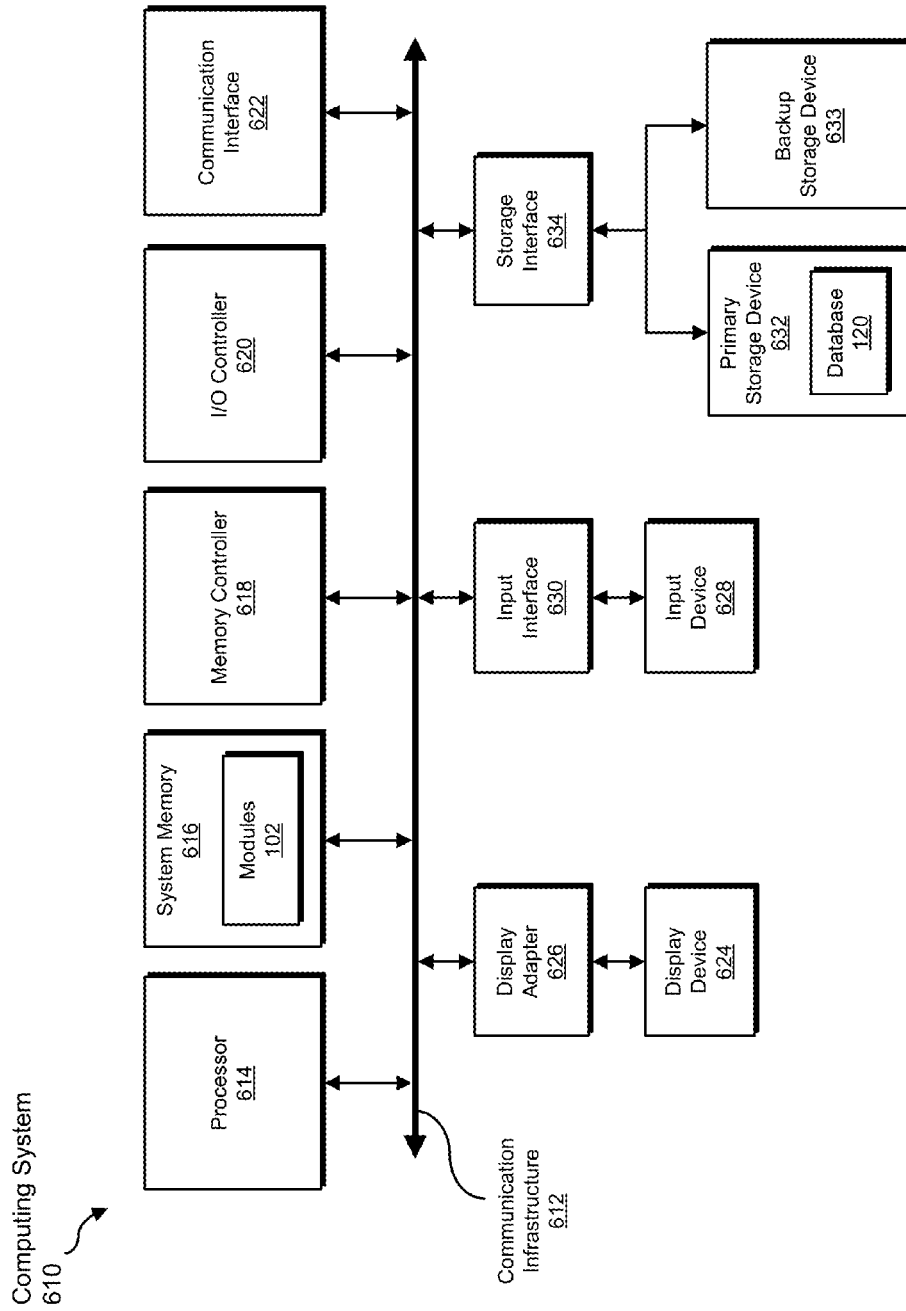 Computing System
610
Processor
614
System Memory
616
Modules
102
Memory Controller
618
I/O Controller
620
Communication
Interface
622
Communication
Infrastructure
612
Display
Adapter
626
Input
Interface
630
Storage
Interface
634
Display
Device
624
Input
Device
628
Primary
Storage Device
632
Database
120
Backup
Storage Device
633